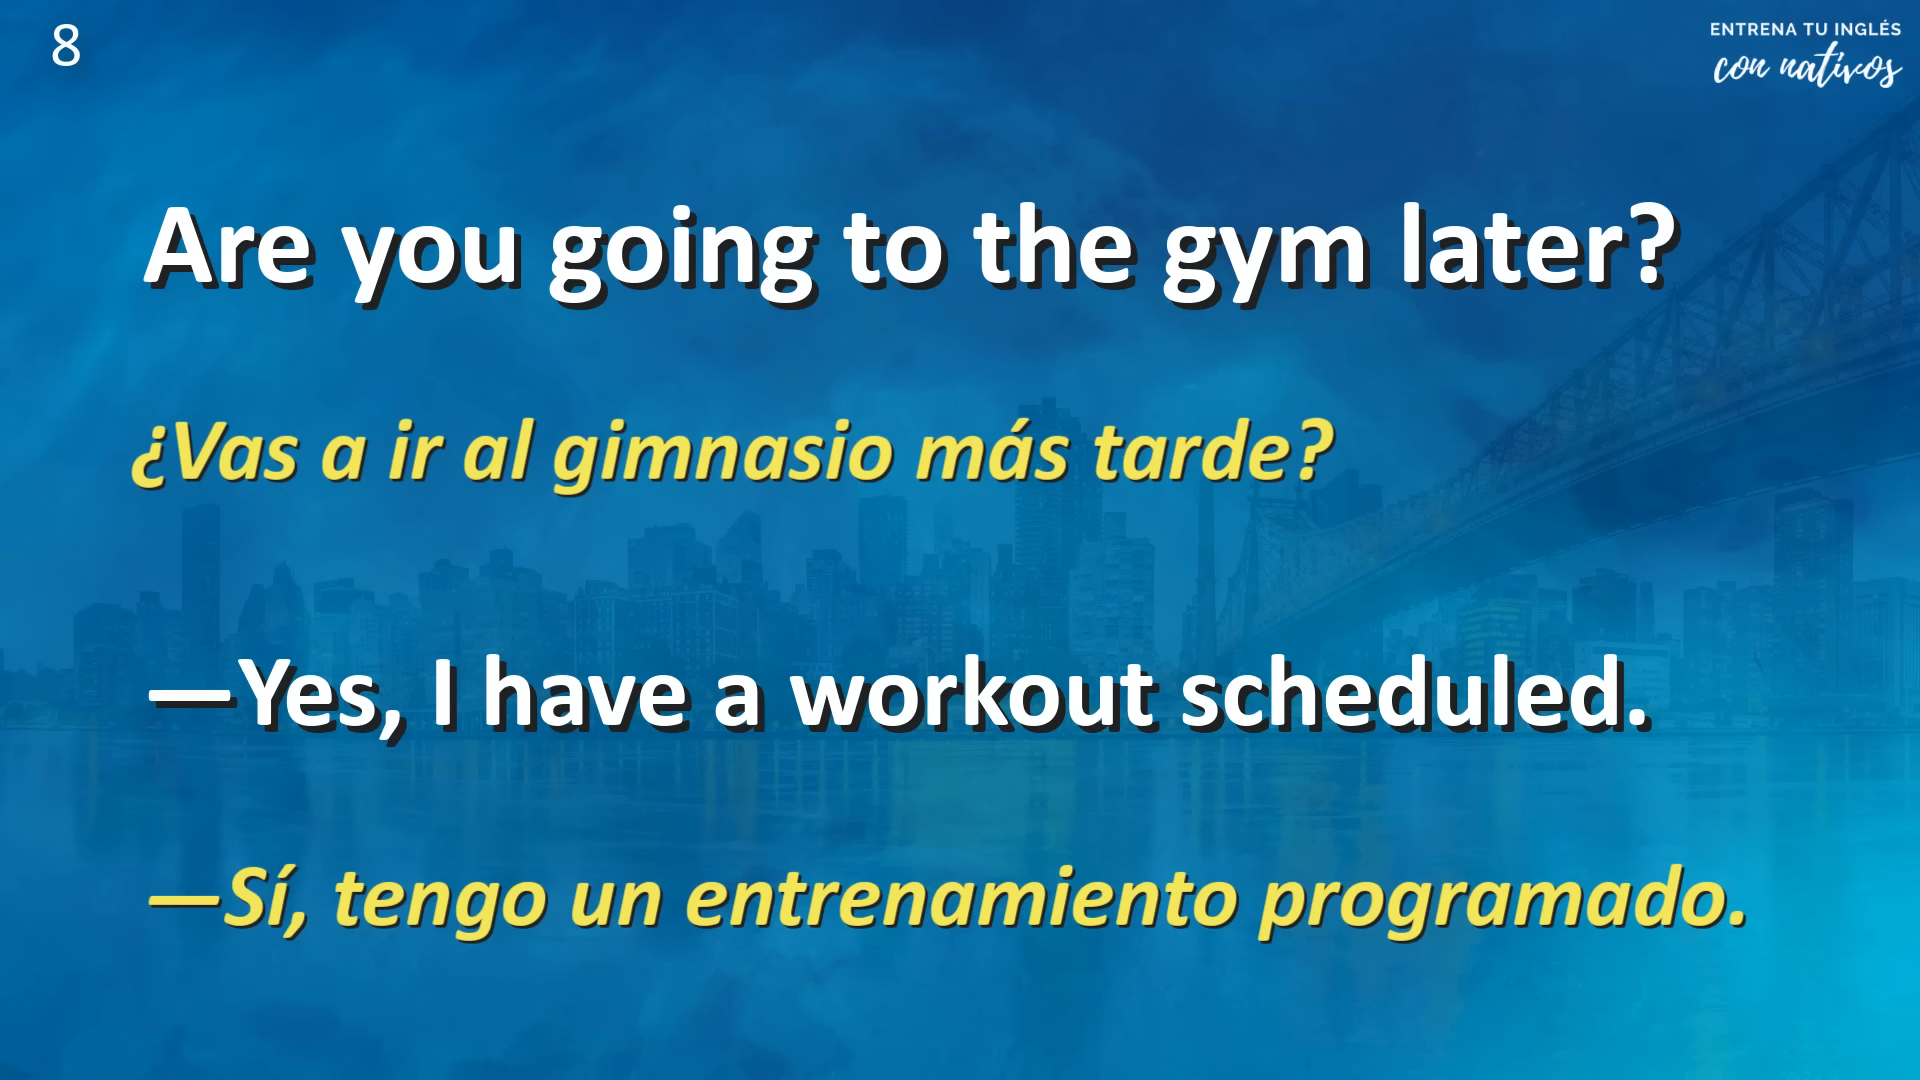 8
ENTRENA TU INGLÉS
con nativos
Are you going to the gym later?
¿Vas a ir al gimnasio más tarde?
—Yes, I have a workout scheduled.
—Sí, tengo un entrenamiento programado.